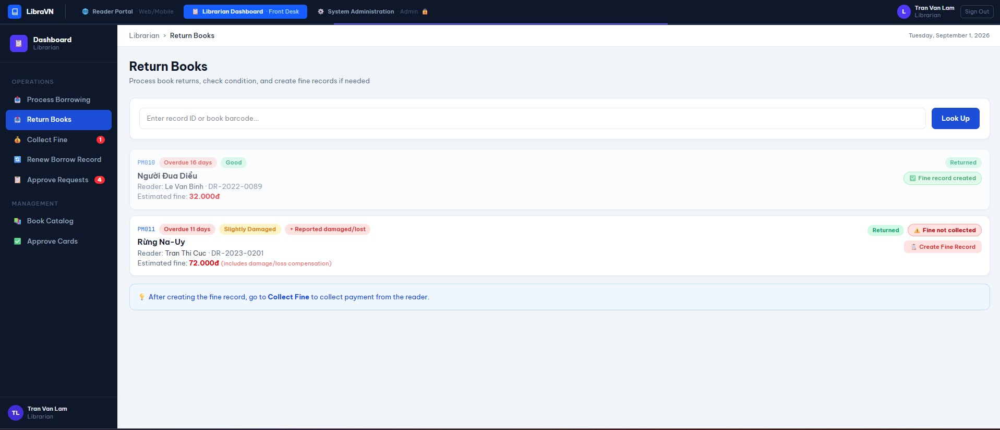 LibraVN
Reader Portal · Web/Mobile
Librarian Dashboard · Front Desk
System Administration · Admin
L
Tran Van Lam
Librarian
Sign Out
Dashboard
Librarian
OPERATIONS
Process Borrowing
Return Books
Collect Fine 1
Renew Borrow Record
Approve Requests 4
MANAGEMENT
Book Catalog
Approve Cards
TL
Tran Van Lam
Librarian
Librarian › Return Books
Tuesday, September 1, 2026
Return Books
Process book returns, check condition, and create fine records if needed
Enter record ID or book barcode...
Look Up
PM010 Overdue 16 days Good
Người Đua Diều
Reader: Le Van Binh · DR-2022-0089
Estimated fine: 32.000đ
Returned
Fine record created
PM011 Overdue 11 days Slightly Damaged + Reported damaged/lost
Rừng Na-Uy
Reader: Tran Thi Cuc · DR-2023-0201
Estimated fine: 72.000đ (includes damage/loss compensation)
Returned Fine not collected
Create Fine Record
After creating the fine record, go to Collect Fine to collect payment from the reader.